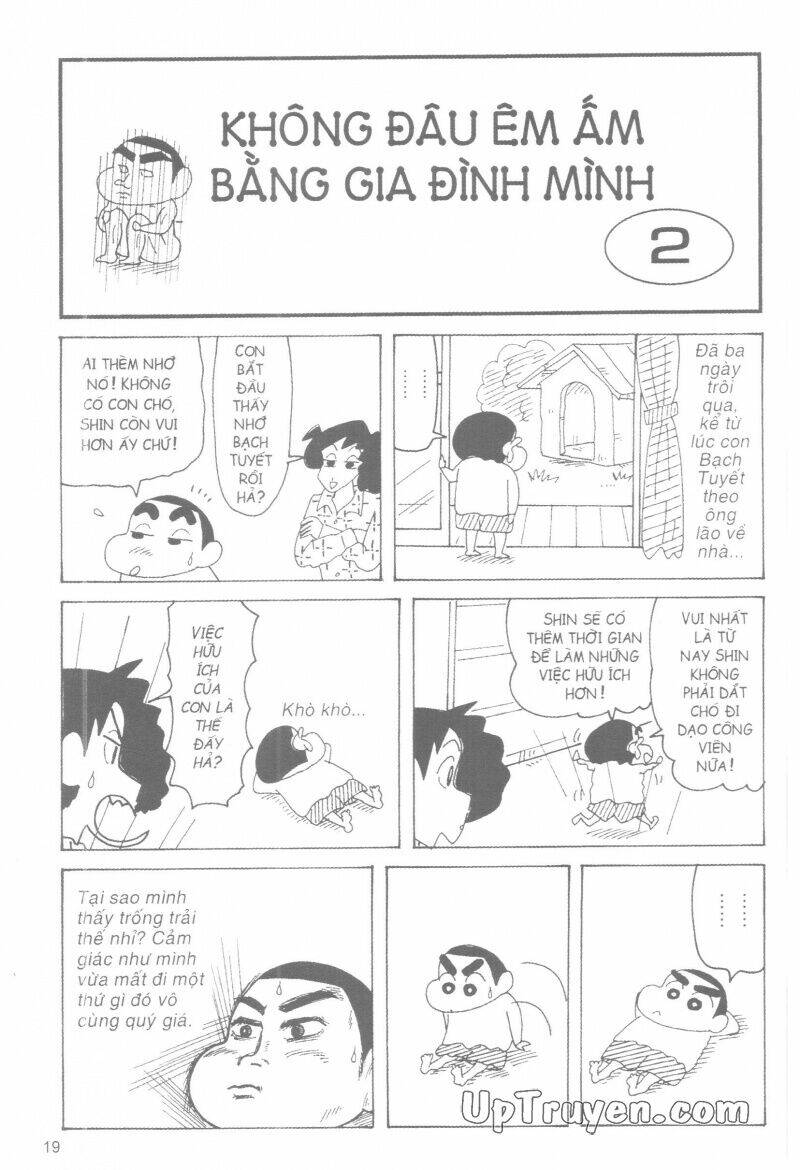 KHÔNG ĐÂU ÊM ẤM
BẰNG GIA ĐÌNH MÌNH
2
Đã ba
ngày
trôi
qua,
kể từ
lúc con
Bạch
Tuyết
theo
ông
lão về
nhà...
.......
CON
BẮT
ĐẦU
THẤY
NHỚ
BẠCH
TUYẾT
RỒI
HẢ?
AI THÈM NHỚ
NÓ! KHÔNG
CÓ CON CHÓ,
SHIN CÒN VUI
HƠN ẤY CHỨ!
VUI NHẤT
LÀ TỪ
NAY SHIN
KHÔNG
PHẢI DẮT
CHÓ ĐI
DẠO CÔNG
VIÊN
NỮA!
SHIN SẼ CÓ
THÊM THỜI GIAN
ĐỂ LÀM NHỮNG
VIỆC HỮU ÍCH
HƠN!
Khò khò...
VIỆC
HỮU
ÍCH
CỦA
CON LÀ
THẾ
ĐẤY
HẢ?
.......
Tại sao mình
thấy trống trải
thế nhỉ? Cảm
giác như mình
vừa mất đi một
thứ gì đó vô
cùng quý giá.
UpTruyen.com
19